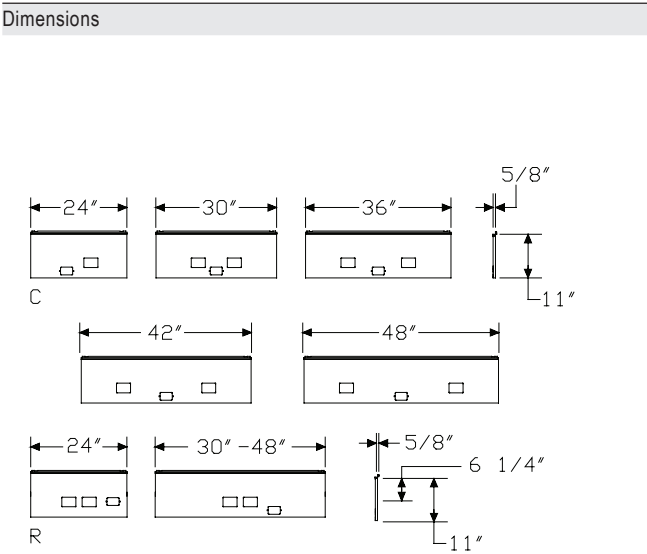 Dimensions
5/8"
24" 30" 36"
11"
C
42" 48"
24" 30" -48" 5/8"
6 1/4"
R
11"